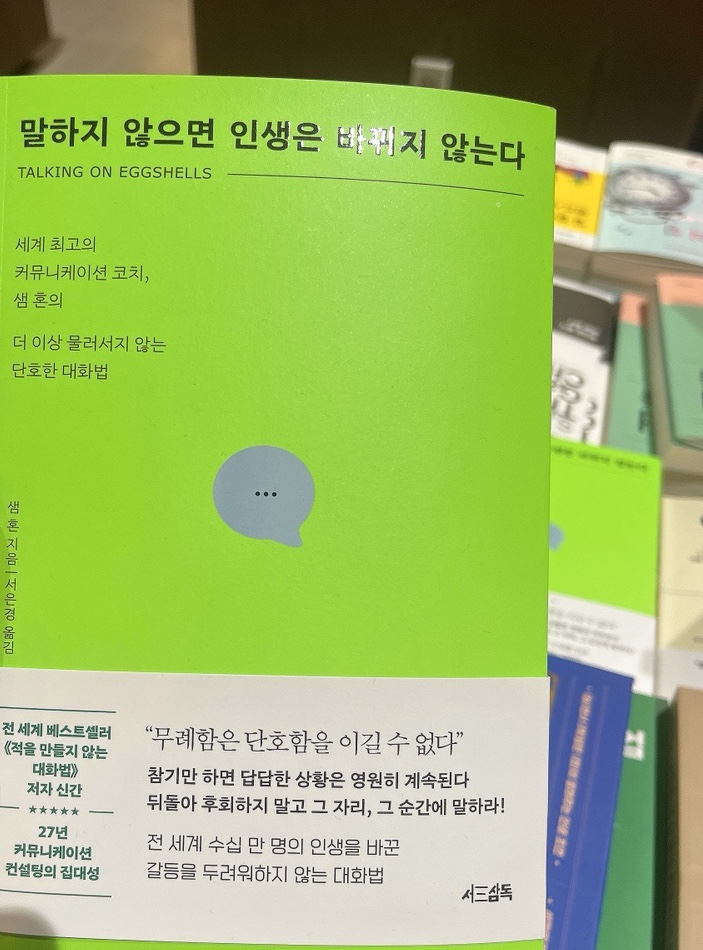 말하지 않으면 인생은 바뀌지 않는다
TALKING ON EGGSHELLS
세계 최고의
커뮤니케이션 코치,
샘 혼의
더 이상 물러서지 않는
단호한 대화법
샘 혼 지음 | 서은경 옮김
전 세계 베스트셀러
《적을 만들지 않는
대화법》
저자 신간
27년
커뮤니케이션
컨설팅의 집대성
“무례함은 단호함을 이길 수 없다”
참기만 하면 답답한 상황은 영원히 계속된다
뒤돌아 후회하지 말고 그 자리, 그 순간에 말하라!
전 세계 수십 만 명의 인생을 바꾼
갈등을 두려워하지 않는 대화법
서삼독